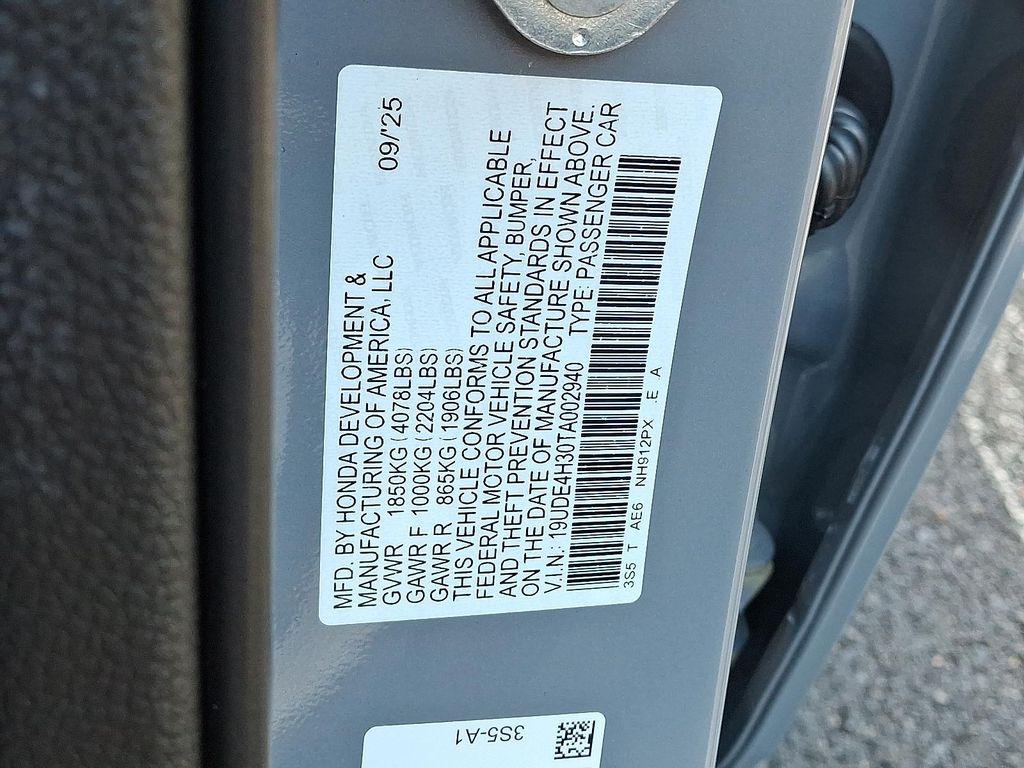 MFD. BY HONDA DEVELOPMENT &
MANUFACTURING OF AMERICA, LLC 09/'25
GVWR 1850KG (4078LBS)
GAWR F 1000KG (2204LBS)
GAWR R 865KG (1906LBS)
THIS VEHICLE CONFORMS TO ALL APPLICABLE
FEDERAL MOTOR VEHICLE SAFETY, BUMPER,
AND THEFT PREVENTION STANDARDS IN EFFECT
ON THE DATE OF MANUFACTURE SHOWN ABOVE.
V.I.N: 19UDE4H30TA002940 TYPE: PASSENGER CAR
3S5 T AE6 NH912PX .E .A
3S5-A1